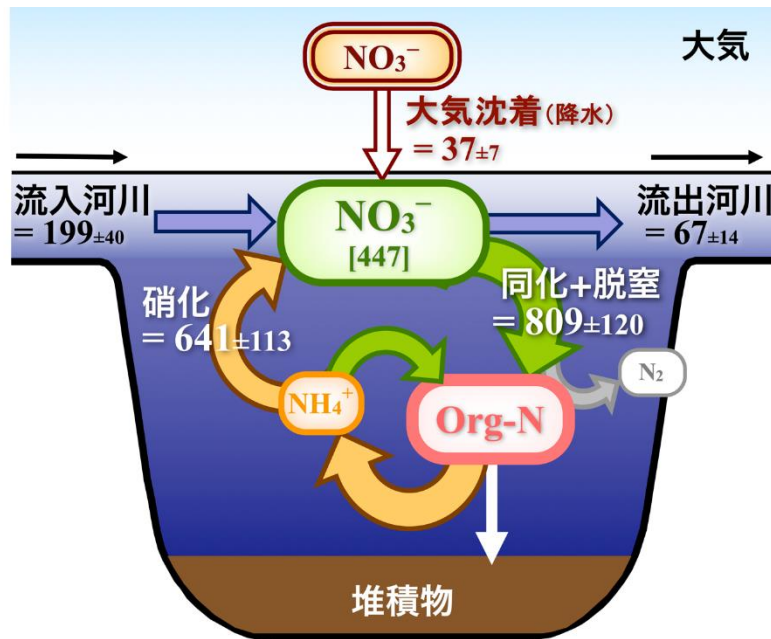 大気
NO₃⁻
大気沈着(降水)
= 37±7
流入河川
= 199±40
NO₃⁻
[447]
流出河川
= 67±14
硝化
= 641±113
同化+脱窒
= 809±120
NH₄⁺
Org-N
N₂
堆積物